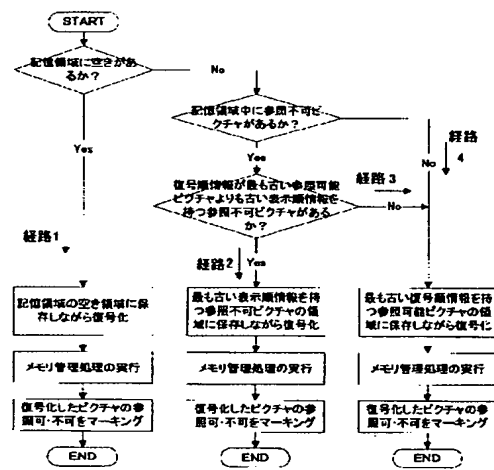 START
記憶領域に空きがあ
るか？
No
記憶領域中に参照不可ピ
クチャがあるか？
Yes
Yes
No
経路
4
復号順情報が最も古い参照可能
ピクチャよりも古い表示順情報を
持つ参照不可ピクチャがある
か？
経路3
No
経路1
経路2
Yes
記憶領域の空き領域に保
存しながら復号化
最も古い表示順情報を持
つ参照不可ピクチャの領
域に保存しながら復号化
最も古い復号順情報を持
つ参照可能ピクチャの領
域に保存しながら復号化
メモリ管理処理の実行
メモリ管理処理の実行
メモリ管理処理の実行
復号化したピクチャの参
照可・不可をマーキング
復号化したピクチャの参
照可・不可をマーキング
復号化したピクチャの参
照可・不可をマーキング
END
END
END